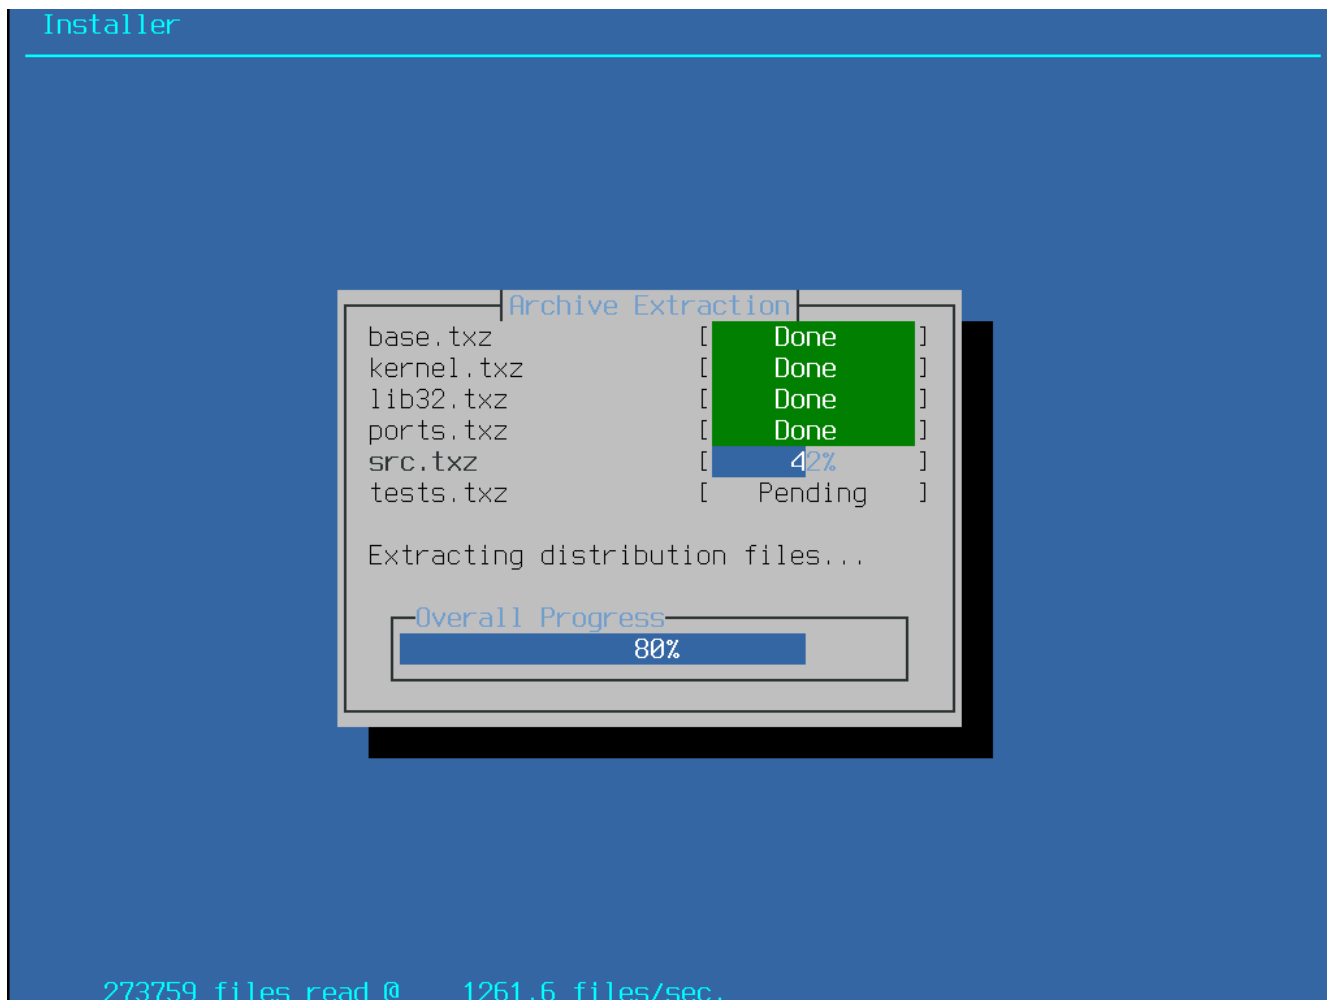 Installer
Archive Extraction
base.txz [ Done ]
kernel.txz [ Done ]
lib32.txz [ Done ]
ports.txz [ Done ]
src.txz [ 42% ]
tests.txz [ Pending ]
Extracting distribution files...
Overall Progress
80%
273759 files read @ 1261.6 files/sec.